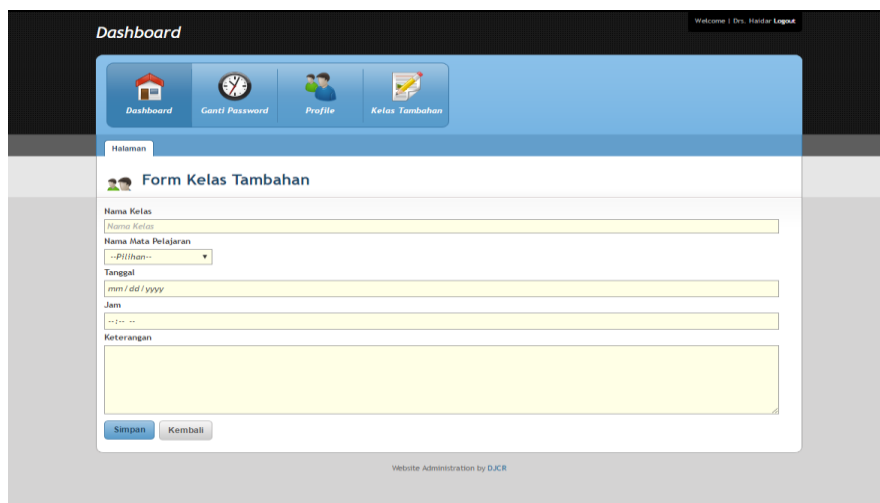 Dashboard
Welcome | Drs. Haidar Logout
Dashboard Ganti Password Profile Kelas Tambahan
Halaman
Form Kelas Tambahan
Nama Kelas
Nama Kelas
Nama Mata Pelajaran
--Pilihan--
Tanggal
mm/dd/yyyy
Jam
--:-- --
Keterangan
Simpan Kembali
Website Administration by DJCR